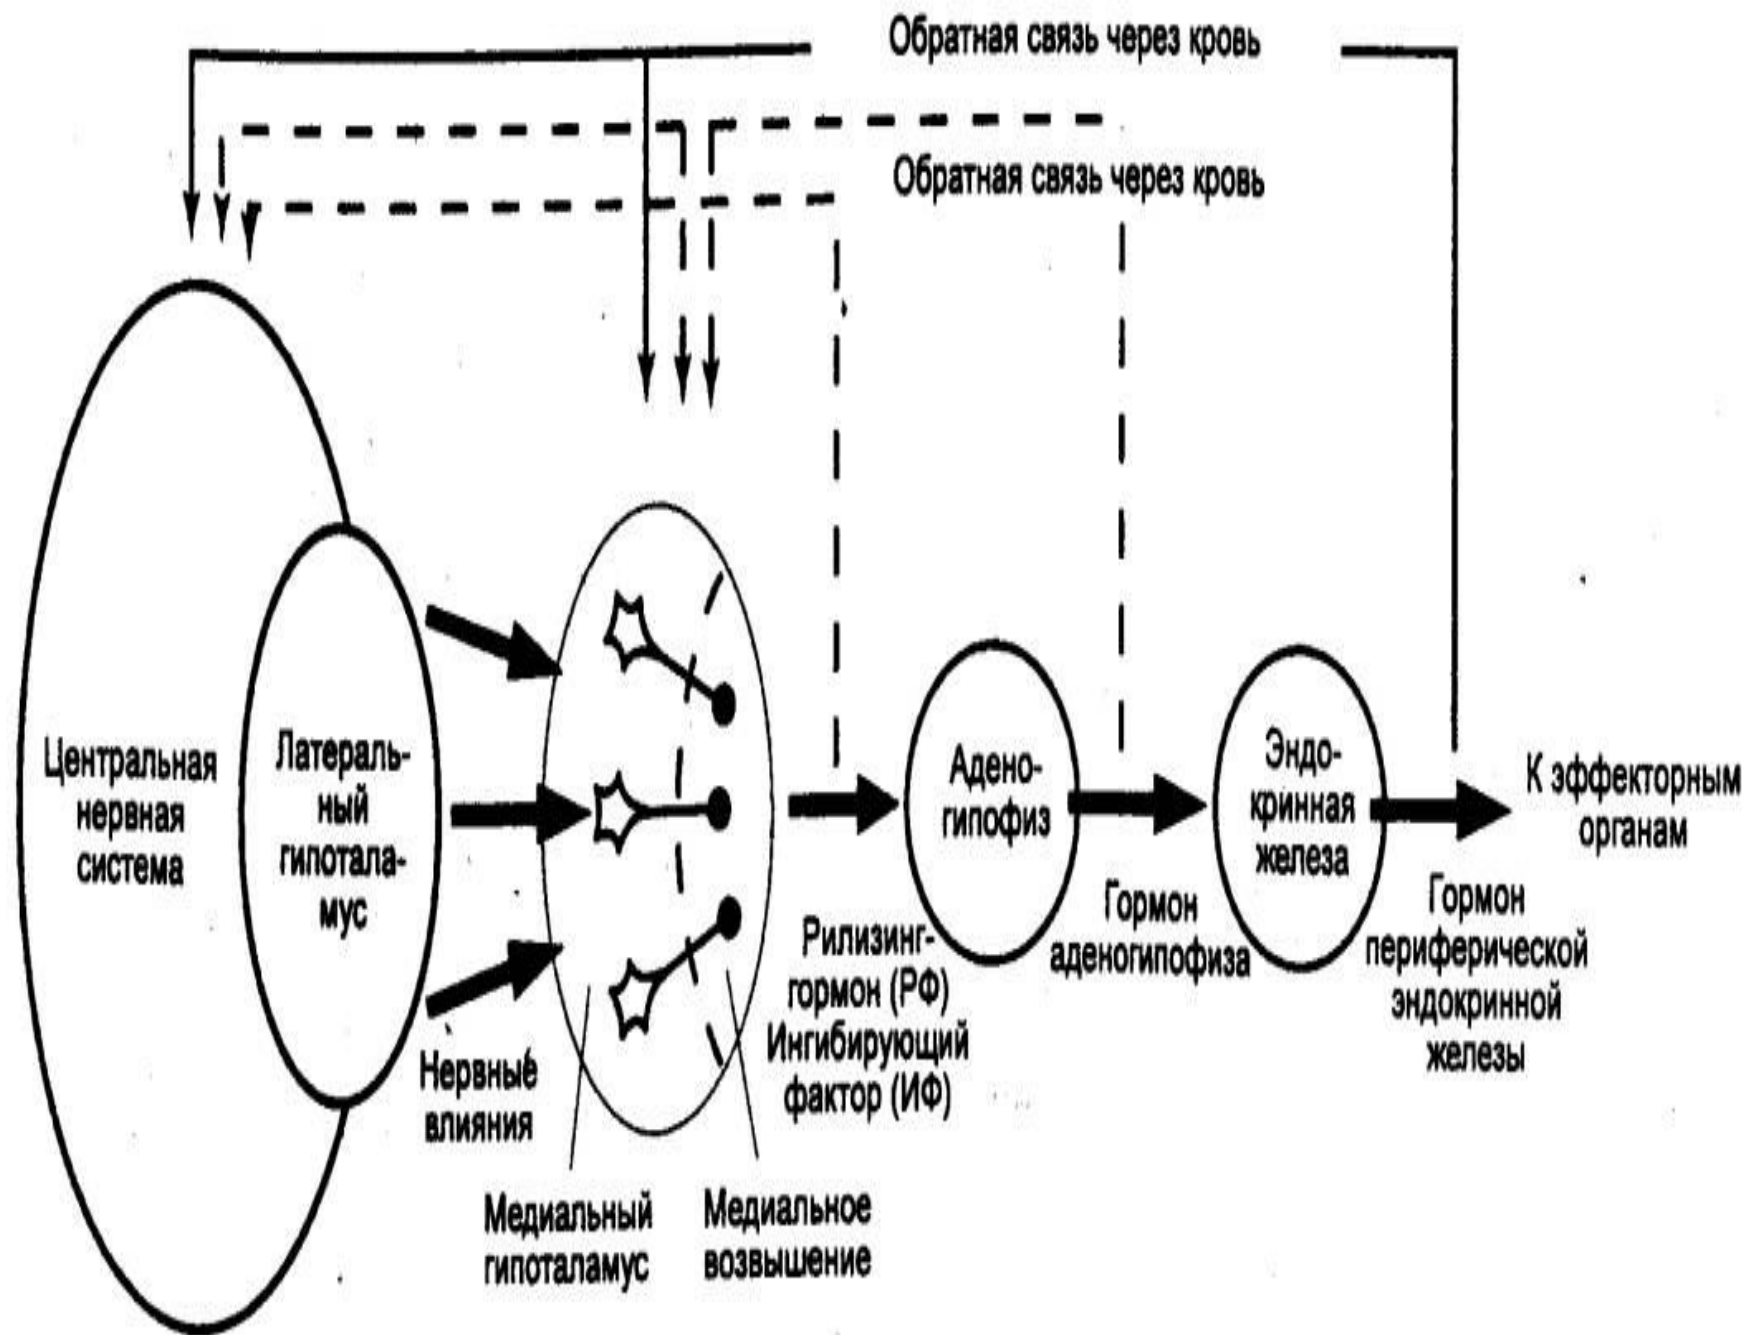 Обратная связь через кровь
Обратная связь через кровь
Центральная
нервная
система
Латераль-
ный
гипотала-
мус
Нервные
влияния
Медиальный
гипоталамус
Медиальное
возвышение
Рилизинг-
гормон (РФ)
Ингибирующий
фактор (ИФ)
Адено-
гипофиз
Гормон
аденогипофиза
Эндо-
кринная
железа
Гормон
периферической
эндокринной
железы
К эффекторным
органам